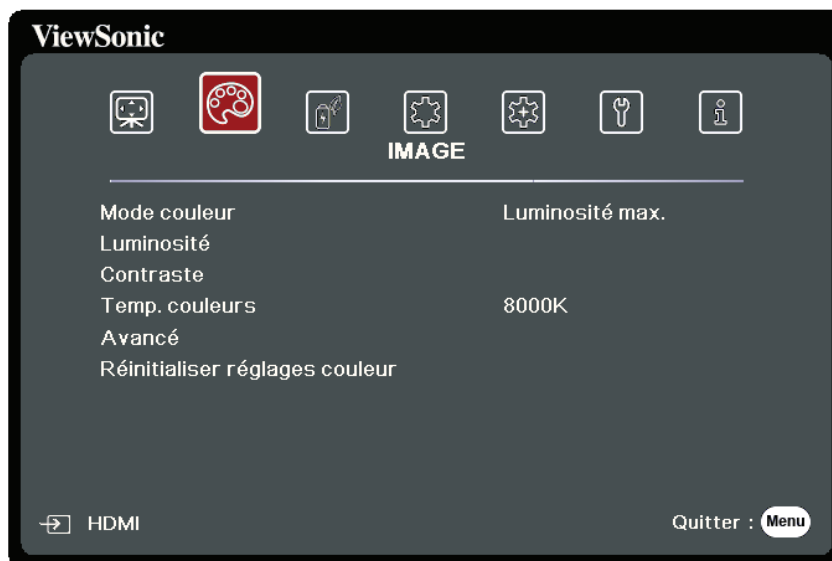 ViewSonic
IMAGE
Mode couleur Luminosité max.
Luminosité
Contraste
Temp. couleurs 8000K
Avancé
Réinitialiser réglages couleur
HDMI Quitter : Menu